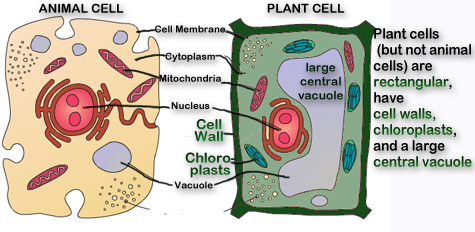 ANIMAL CELL
PLANT CELL
Cell Membrane
Cytoplasm
Mitochondria
Nucleus
Cell
Wall
Chloro
plasts
Vacuole
large
central
vacuole
Plant cells
(but not animal
cells) are
rectangular,
have
cell walls,
chloroplasts,
and a large
central vacuole